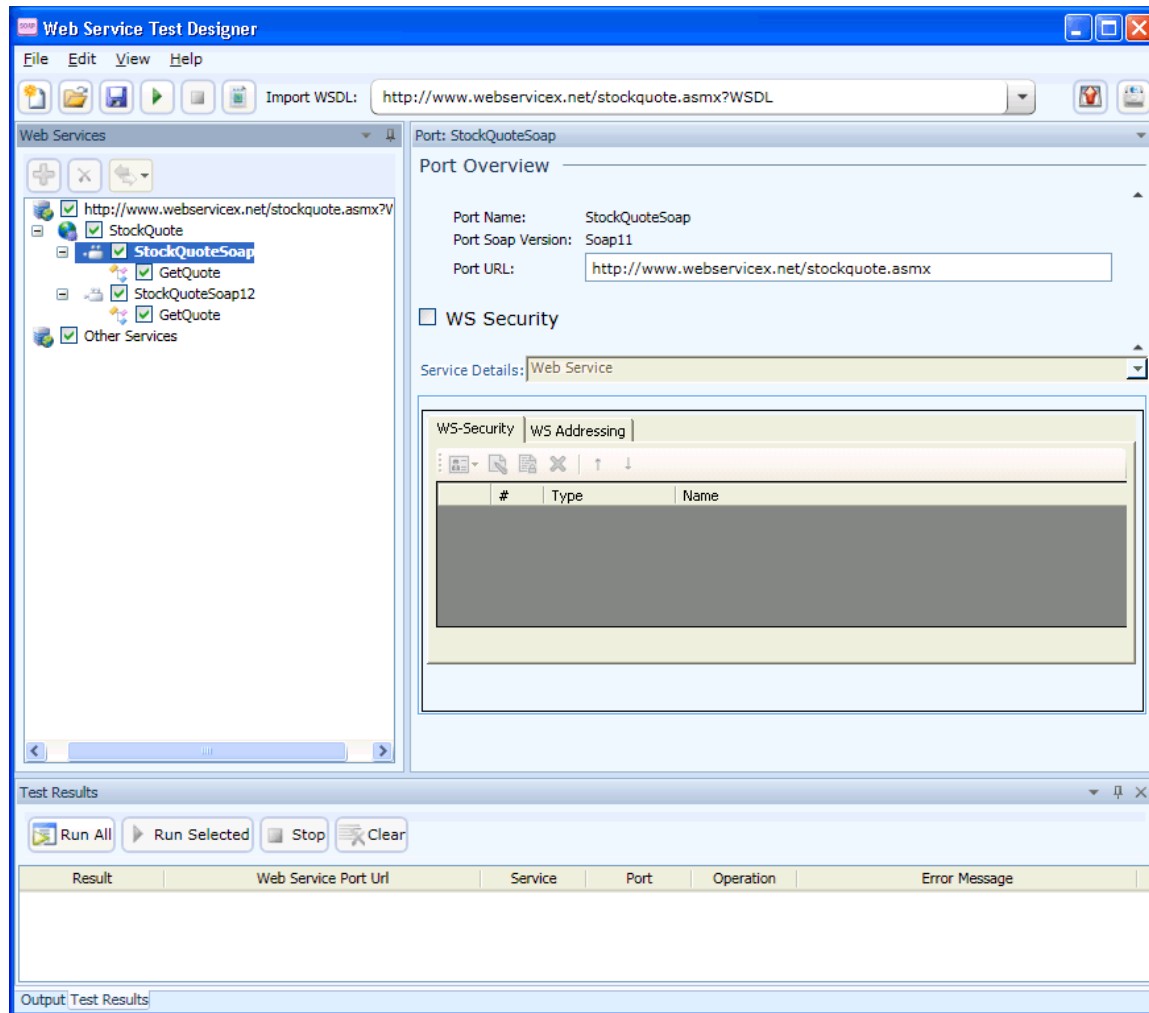 Web Service Test Designer
File Edit View Help
Import WSDL: http://www.webservicex.net/stockquote.asmx?WSDL
Web Services
http://www.webservicex.net/stockquote.asmx?W
StockQuote
StockQuoteSoap
GetQuote
StockQuoteSoap12
GetQuote
Other Services
Port: StockQuoteSoap
Port Overview
Port Name: StockQuoteSoap
Port Soap Version: Soap11
Port URL: http://www.webservicex.net/stockquote.asmx
WS Security
Service Details: Web Service
WS-Security WS Addressing
# Type Name
Test Results
Run All Run Selected Stop Clear
Result Web Service Port Url Service Port Operation Error Message
Output Test Results